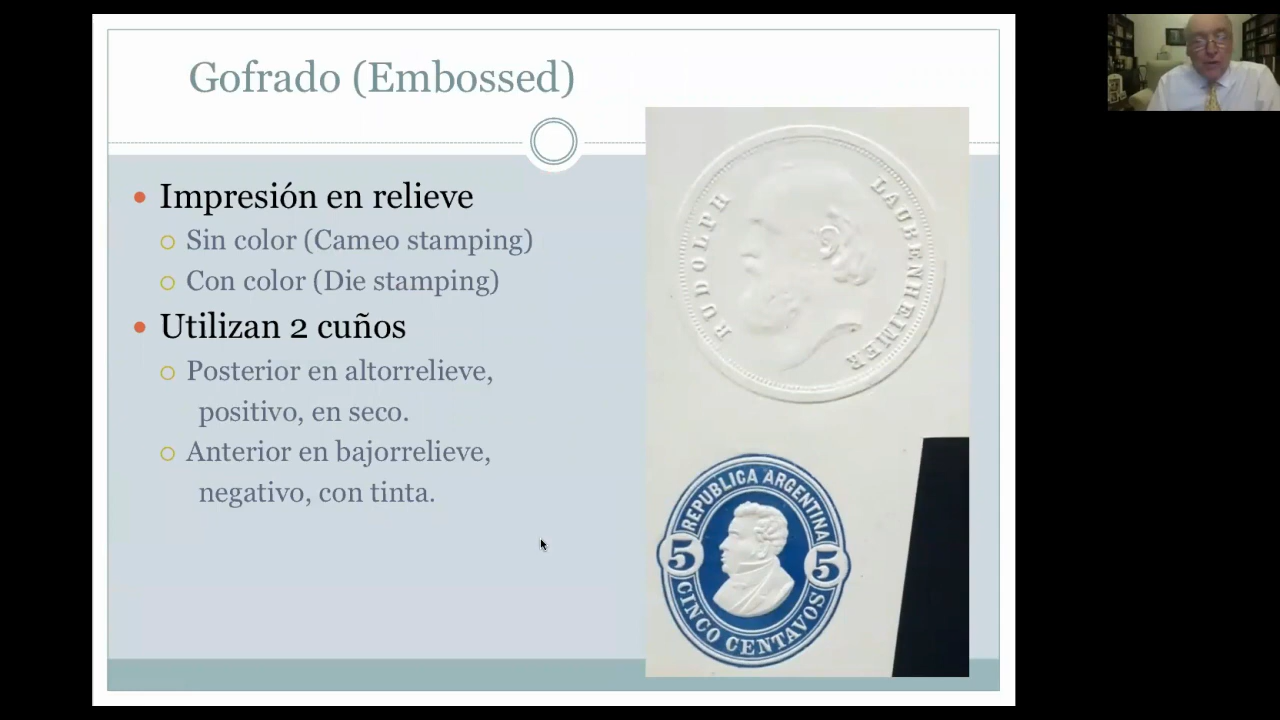 Gofrado (Embossed)
Impresión en relieve
Sin color (Cameo stamping)
Con color (Die stamping)
Utilizan 2 cuños
Posterior en altorrelieve,
positivo, en seco.
Anterior en bajorrelieve,
negativo, con tinta.
RUDOLPH LAUBENHEIMER
REPUBLICA ARGENTINA
5 5
CINCO CENTAVOS